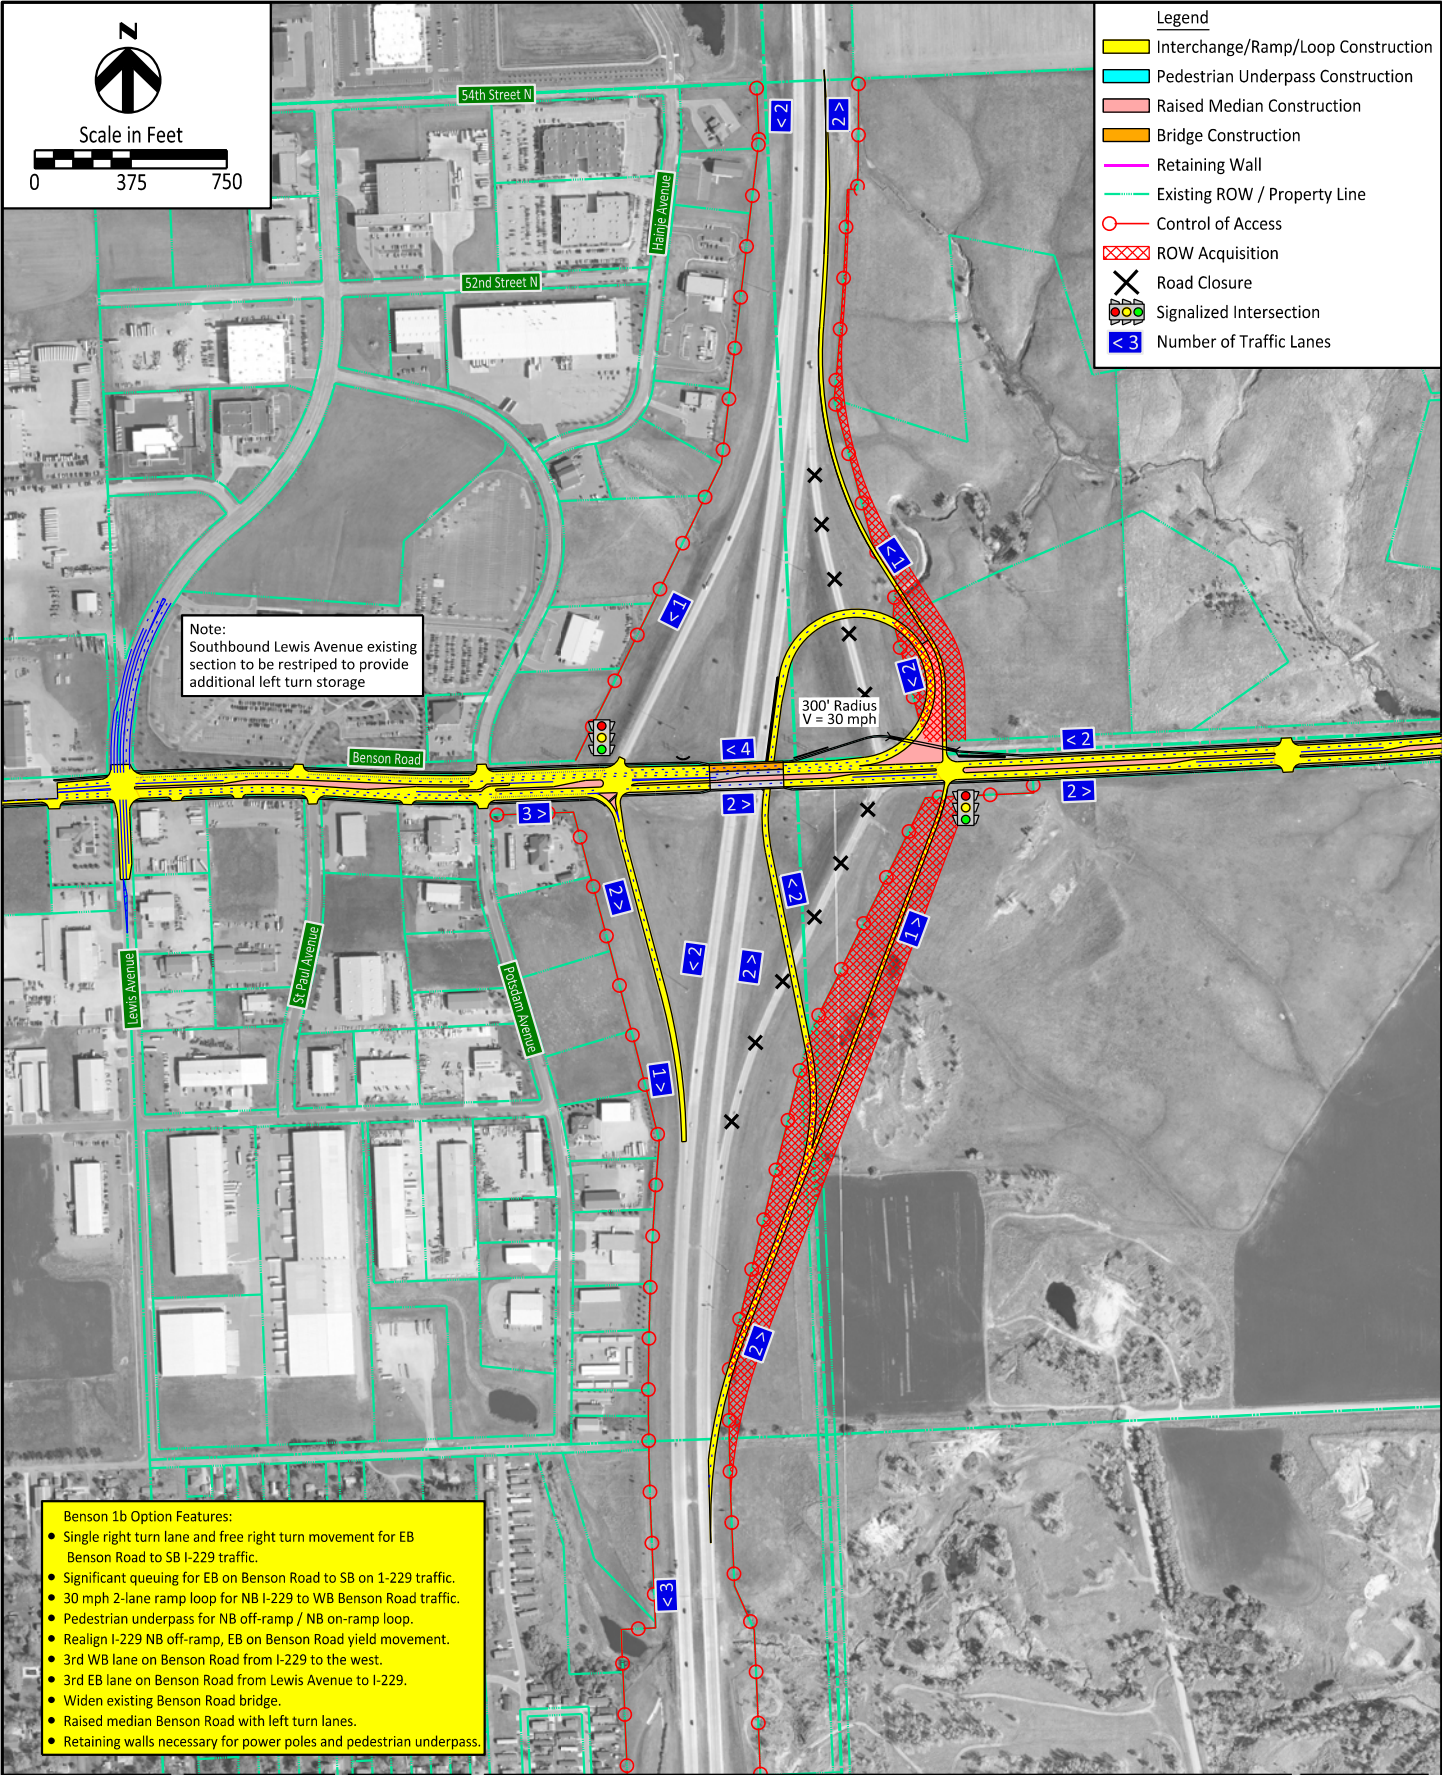 N
Scale in Feet
0 375 750
Legend
Interchange/Ramp/Loop Construction
Pedestrian Underpass Construction
Raised Median Construction
Bridge Construction
Retaining Wall
Existing ROW / Property Line
Control of Access
ROW Acquisition
Road Closure
Signalized Intersection
< 3 Number of Traffic Lanes
54th Street N
< 2
2 >
Hainje Avenue
52nd Street N
< 1
< 1
Note:
Southbound Lewis Avenue existing
section to be restriped to provide
additional left turn storage
< 2
300' Radius
V = 30 mph
Benson Road
< 4
< 2
3 >
2 >
2 >
2 >
< 2
1 >
St Paul Avenue
Lewis Avenue
Potsdam Avenue
< 2
2 >
1 >
2 >
< 3
Benson 1b Option Features:
● Single right turn lane and free right turn movement for EB
Benson Road to SB I-229 traffic.
● Significant queuing for EB on Benson Road to SB on 1-229 traffic.
● 30 mph 2-lane ramp loop for NB I-229 to WB Benson Road traffic.
● Pedestrian underpass for NB off-ramp / NB on-ramp loop.
● Realign I-229 NB off-ramp, EB on Benson Road yield movement.
● 3rd WB lane on Benson Road from I-229 to the west.
● 3rd EB lane on Benson Road from Lewis Avenue to I-229.
● Widen existing Benson Road bridge.
● Raised median Benson Road with left turn lanes.
● Retaining walls necessary for power poles and pedestrian underpass.